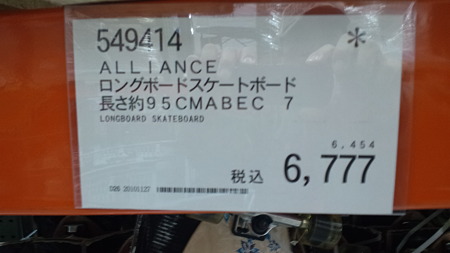 549414
*
ALLIANCE
ロングボードスケートボード
長さ約95CMABEC 7
LONGBOARD SKATEBOARD
6,454
税込 6,777